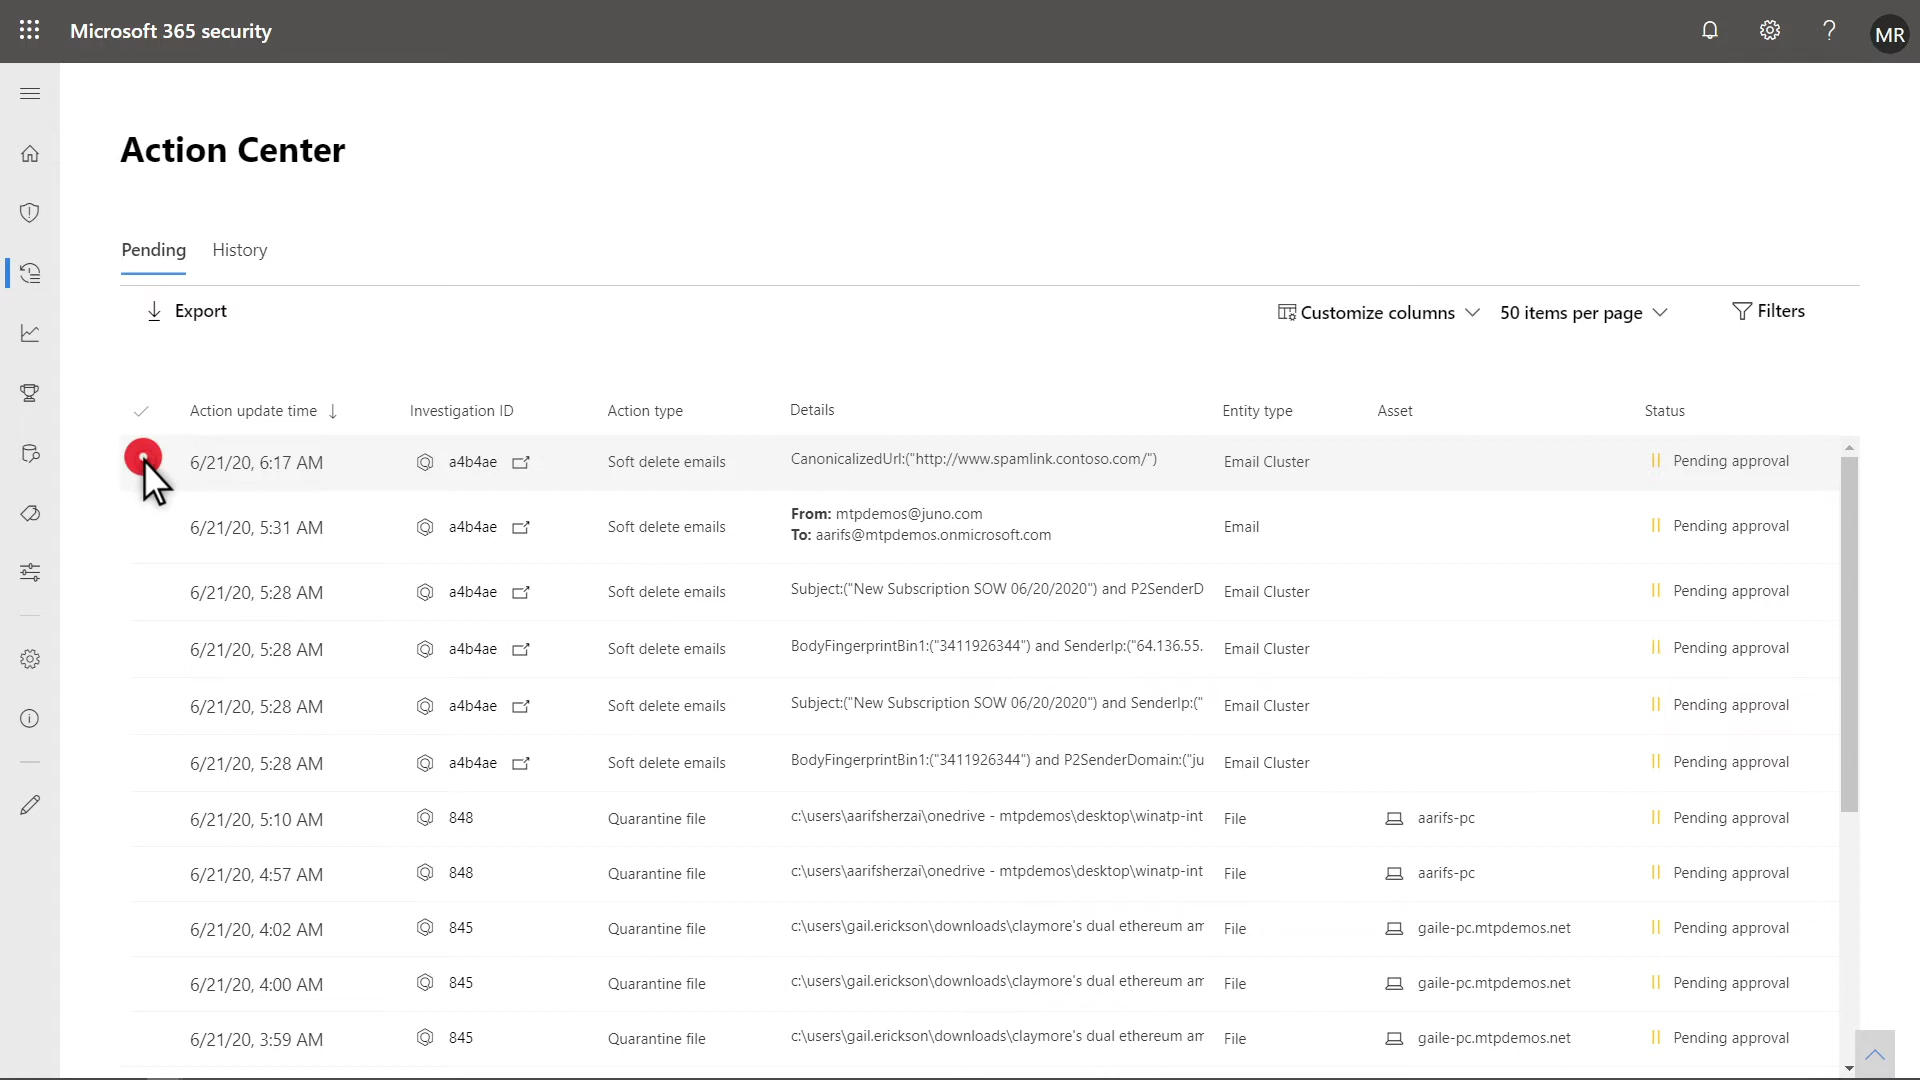 Microsoft 365 security
MR
Action Center
Pending History
Export Customize columns 50 items per page Filters
Action update time Investigation ID Action type Details Entity type Asset Status
6/21/20, 6:17 AM a4b4ae Soft delete emails CanonicalizedUrl:("http://www.spamlink.contoso.com/") Email Cluster Pending approval
6/21/20, 5:31 AM a4b4ae Soft delete emails From: mtpdemos@juno.com Email Pending approval
To: aarifs@mtpdemos.onmicrosoft.com
6/21/20, 5:28 AM a4b4ae Soft delete emails Subject:("New Subscription SOW 06/20/2020") and P2SenderD Email Cluster Pending approval
6/21/20, 5:28 AM a4b4ae Soft delete emails BodyFingerprintBin1:("3411926344") and SenderIp:("64.136.55. Email Cluster Pending approval
6/21/20, 5:28 AM a4b4ae Soft delete emails Subject:("New Subscription SOW 06/20/2020") and SenderIp:(" Email Cluster Pending approval
6/21/20, 5:28 AM a4b4ae Soft delete emails BodyFingerprintBin1:("3411926344") and P2SenderDomain:("ju Email Cluster Pending approval
6/21/20, 5:10 AM 848 Quarantine file c:\users\aarifsherzai\onedrive - mtpdemos\desktop\winatp-int File aarifs-pc Pending approval
6/21/20, 4:57 AM 848 Quarantine file c:\users\aarifsherzai\onedrive - mtpdemos\desktop\winatp-int File aarifs-pc Pending approval
6/21/20, 4:02 AM 845 Quarantine file c:\users\gail.erickson\downloads\claymore's dual ethereum am File gaile-pc.mtpdemos.net Pending approval
6/21/20, 4:00 AM 845 Quarantine file c:\users\gail.erickson\downloads\claymore's dual ethereum am File gaile-pc.mtpdemos.net Pending approval
6/21/20, 3:59 AM 845 Quarantine file c:\users\gail.erickson\downloads\claymore's dual ethereum am File gaile-pc.mtpdemos.net Pending approval